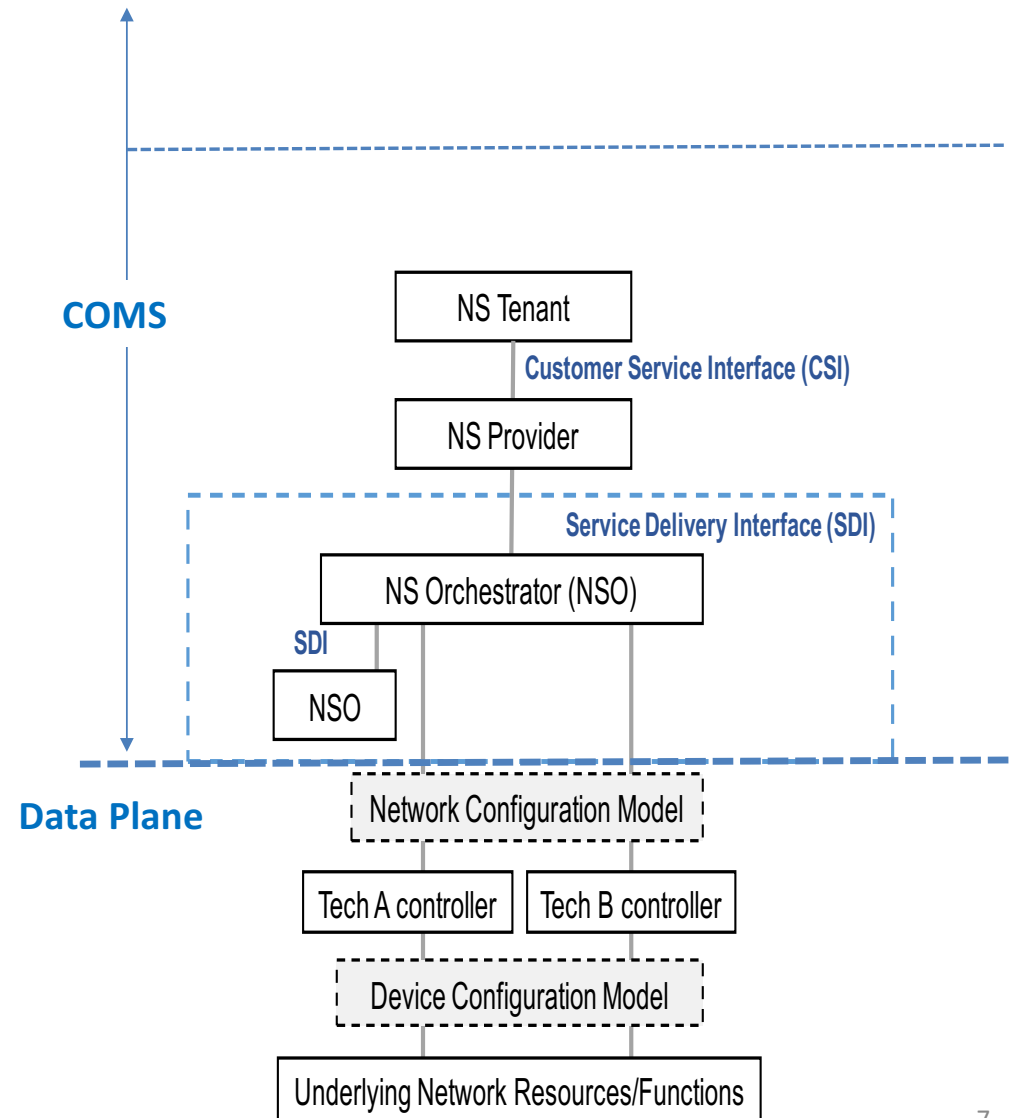 NS Tenant
COMS
Customer Service Interface (CSI)
NS Provider
Service Delivery Interface (SDI)
NS Orchestrator (NSO)
SDI
NSO
Data Plane
Network Configuration Model
Tech A controller
Tech B controller
Device Configuration Model
Underlying Network Resources/Functions
7